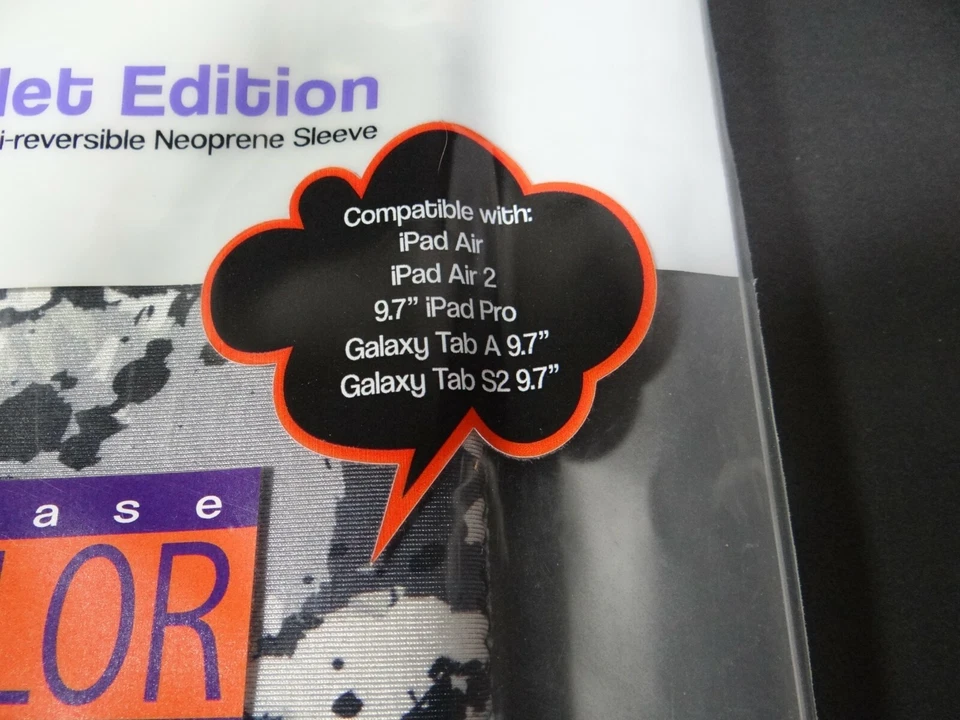 let Edition
i-reversible Neoprene Sleeve
Compatible with:
iPad Air
iPad Air 2
9.7” iPad Pro
Galaxy Tab A 9.7”
Galaxy Tab S2 9.7”
ase
LOR